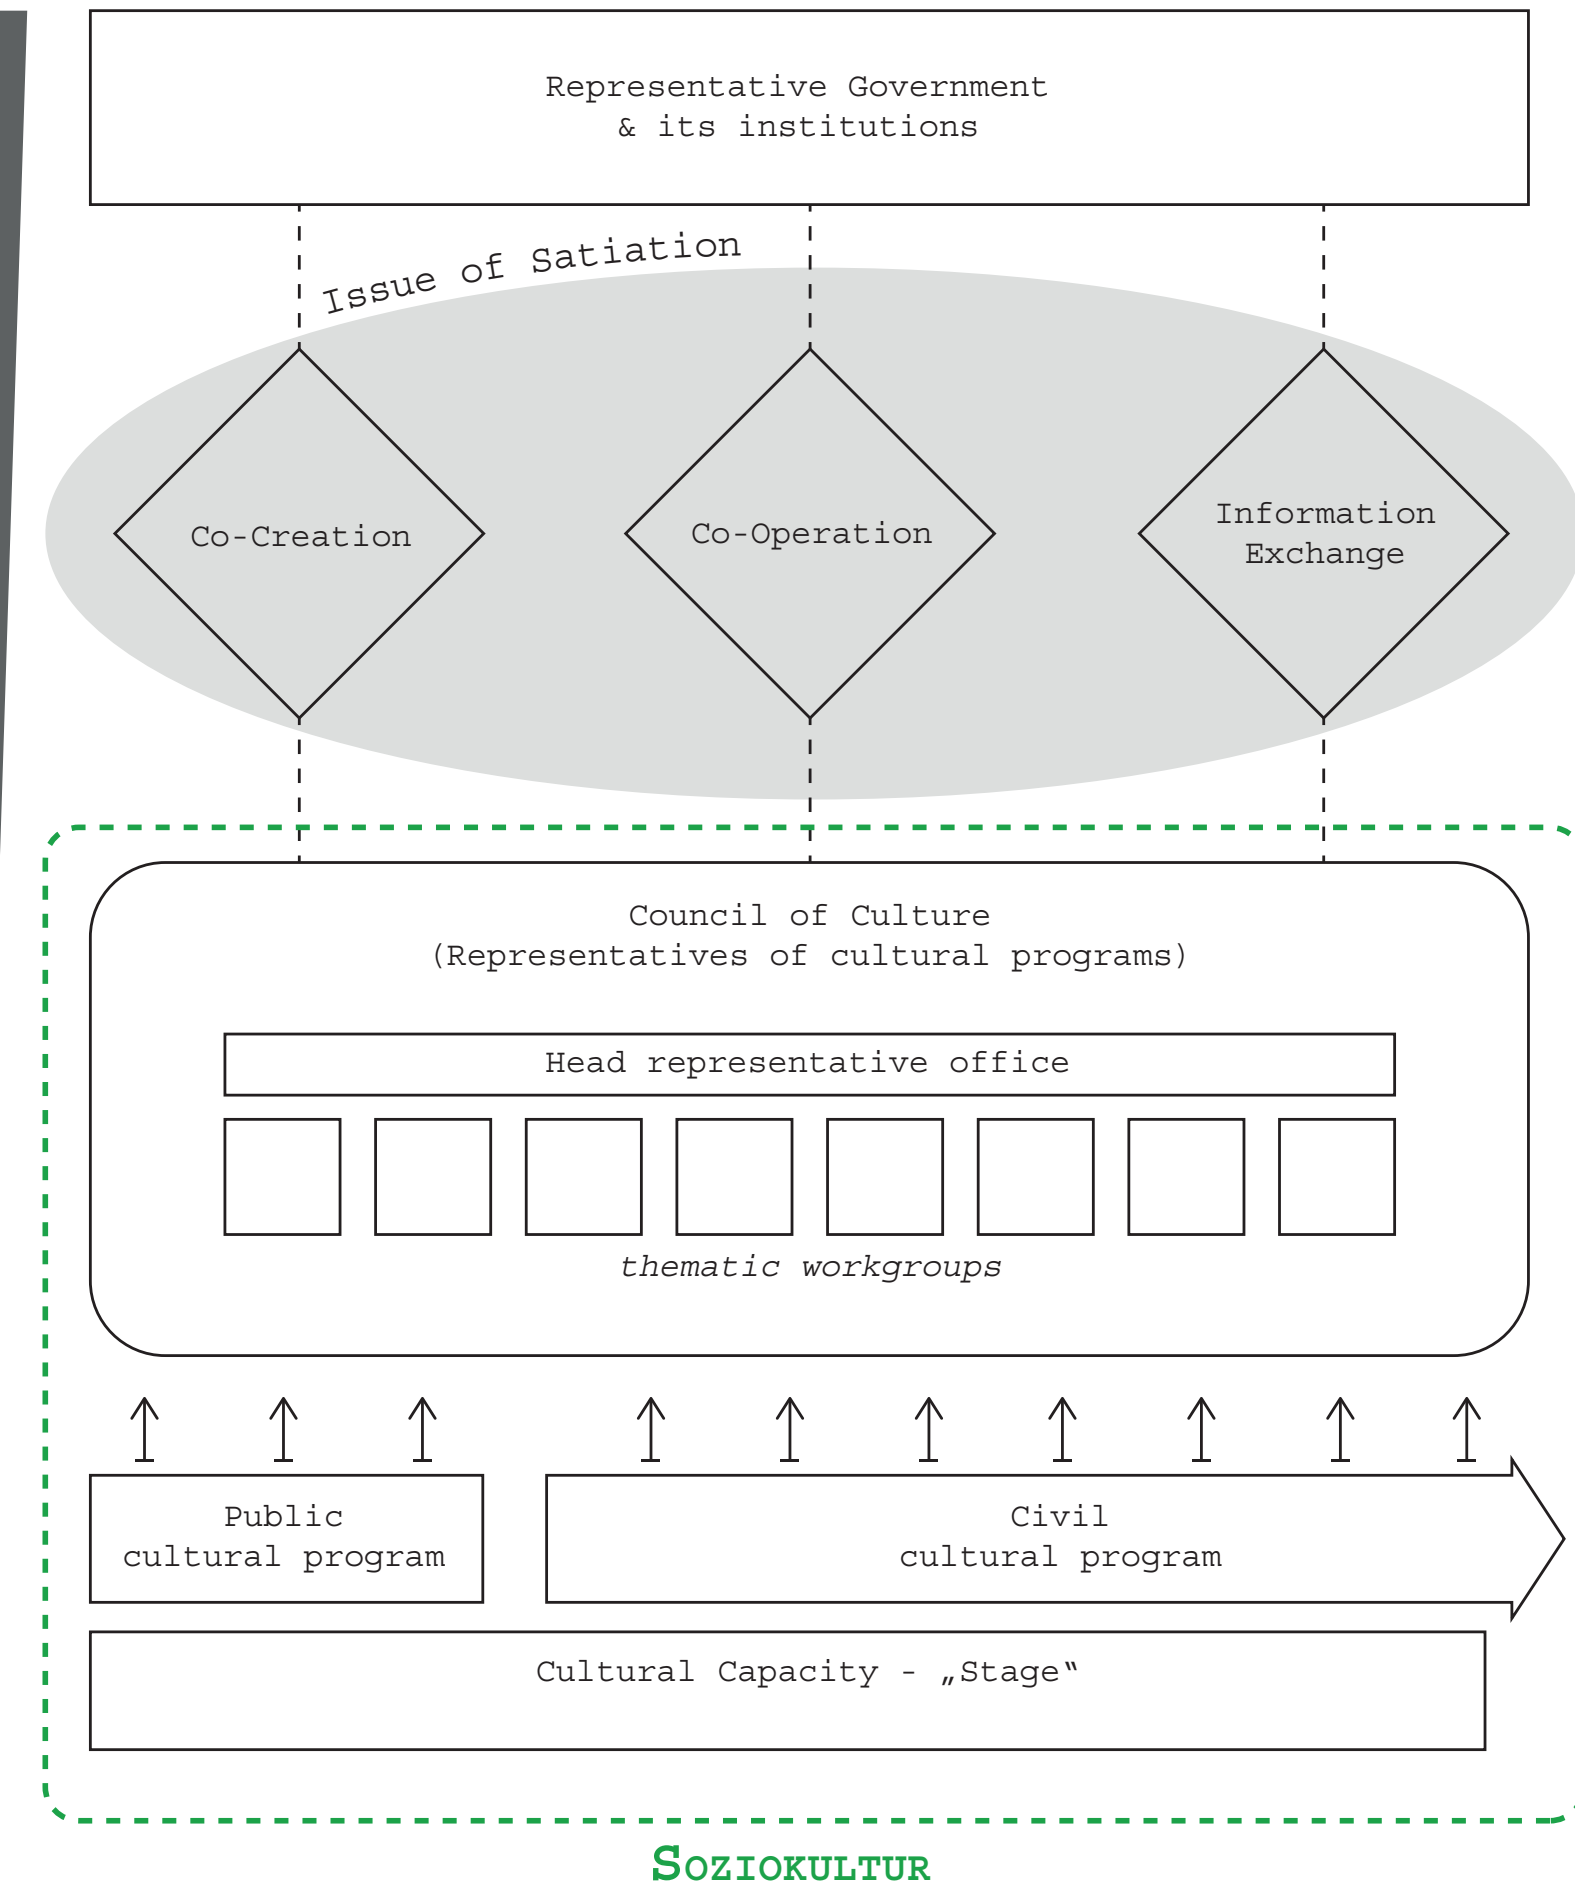 Representative Government
& its institutions
Issue of Satiation
Co-Creation
Co-Operation
Information
Exchange
Council of Culture
(Representatives of cultural programs)
Head representative office
thematic workgroups
Public
cultural program
Civil
cultural program
Cultural Capacity - „Stage“
SOZIOKULTUR